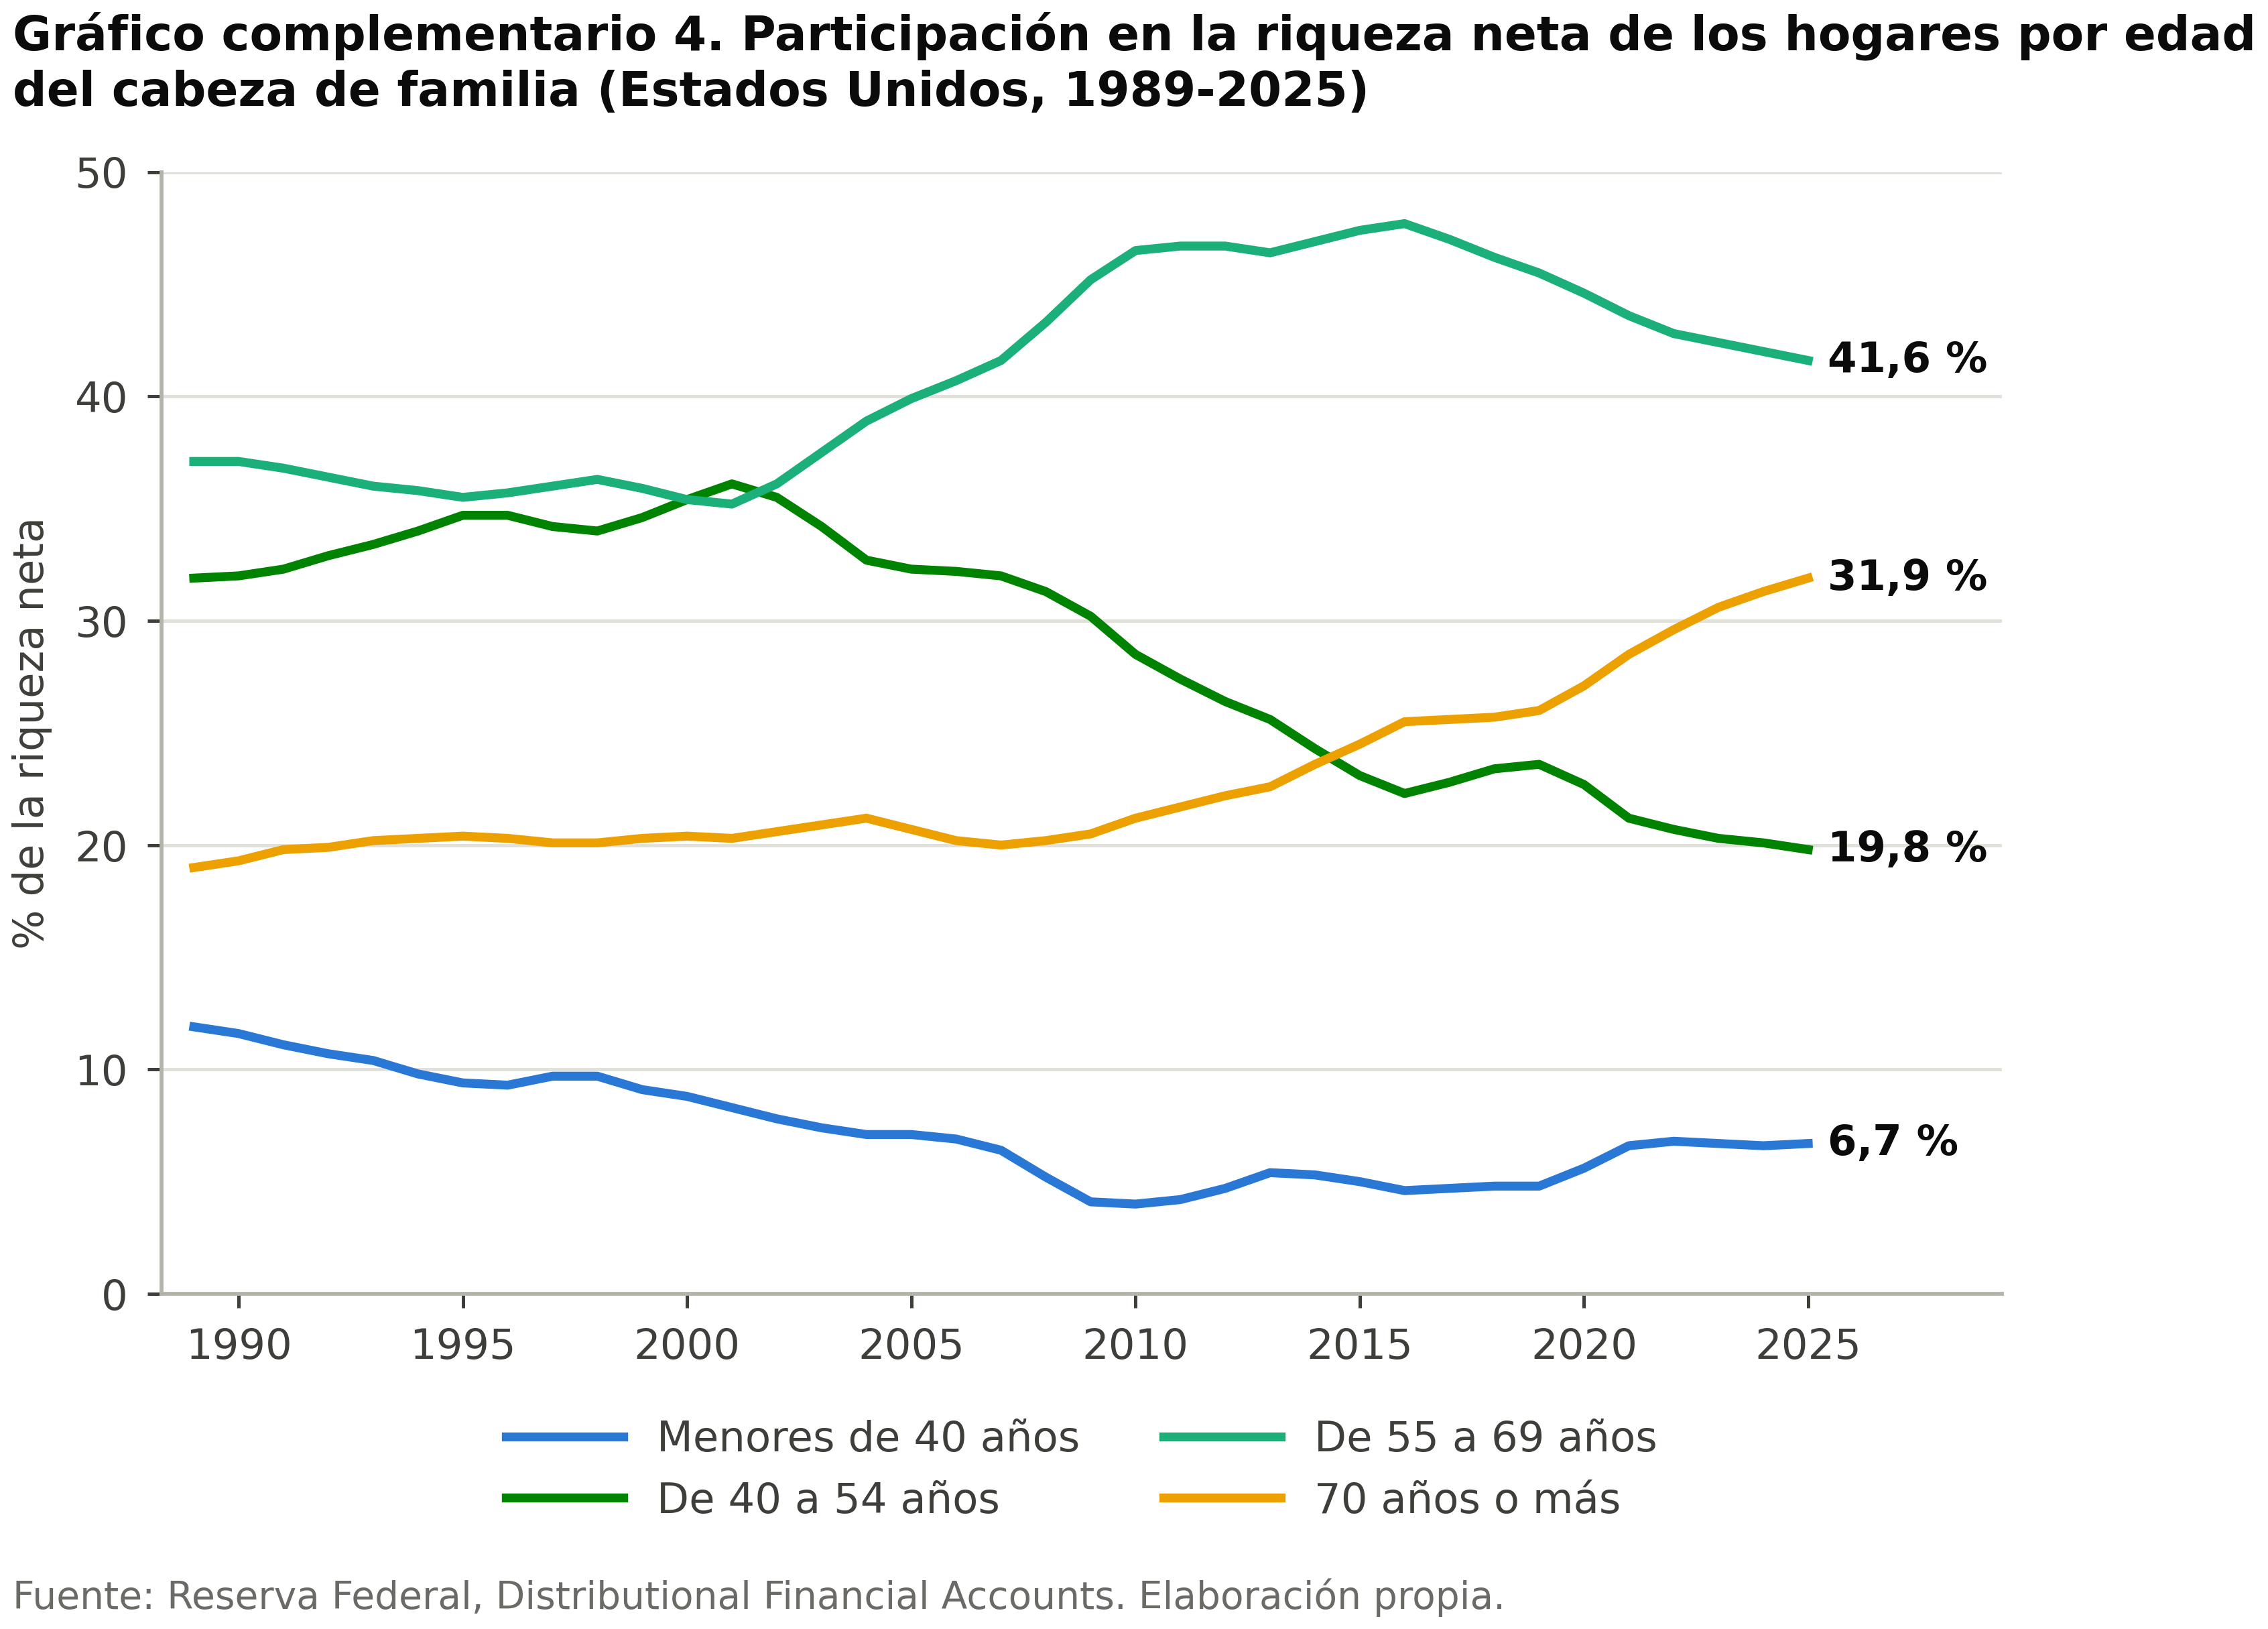 Gráfico complementario 4. Participación en la riqueza neta de los hogares por edad
del cabeza de familia (Estados Unidos, 1989-2025)
% de la riqueza neta
50
40
30
20
10
0
41,6 %
31,9 %
19,8 %
6,7 %
1990 1995 2000 2005 2010 2015 2020 2025
Menores de 40 años De 55 a 69 años
De 40 a 54 años 70 años o más
Fuente: Reserva Federal, Distributional Financial Accounts. Elaboración propia.